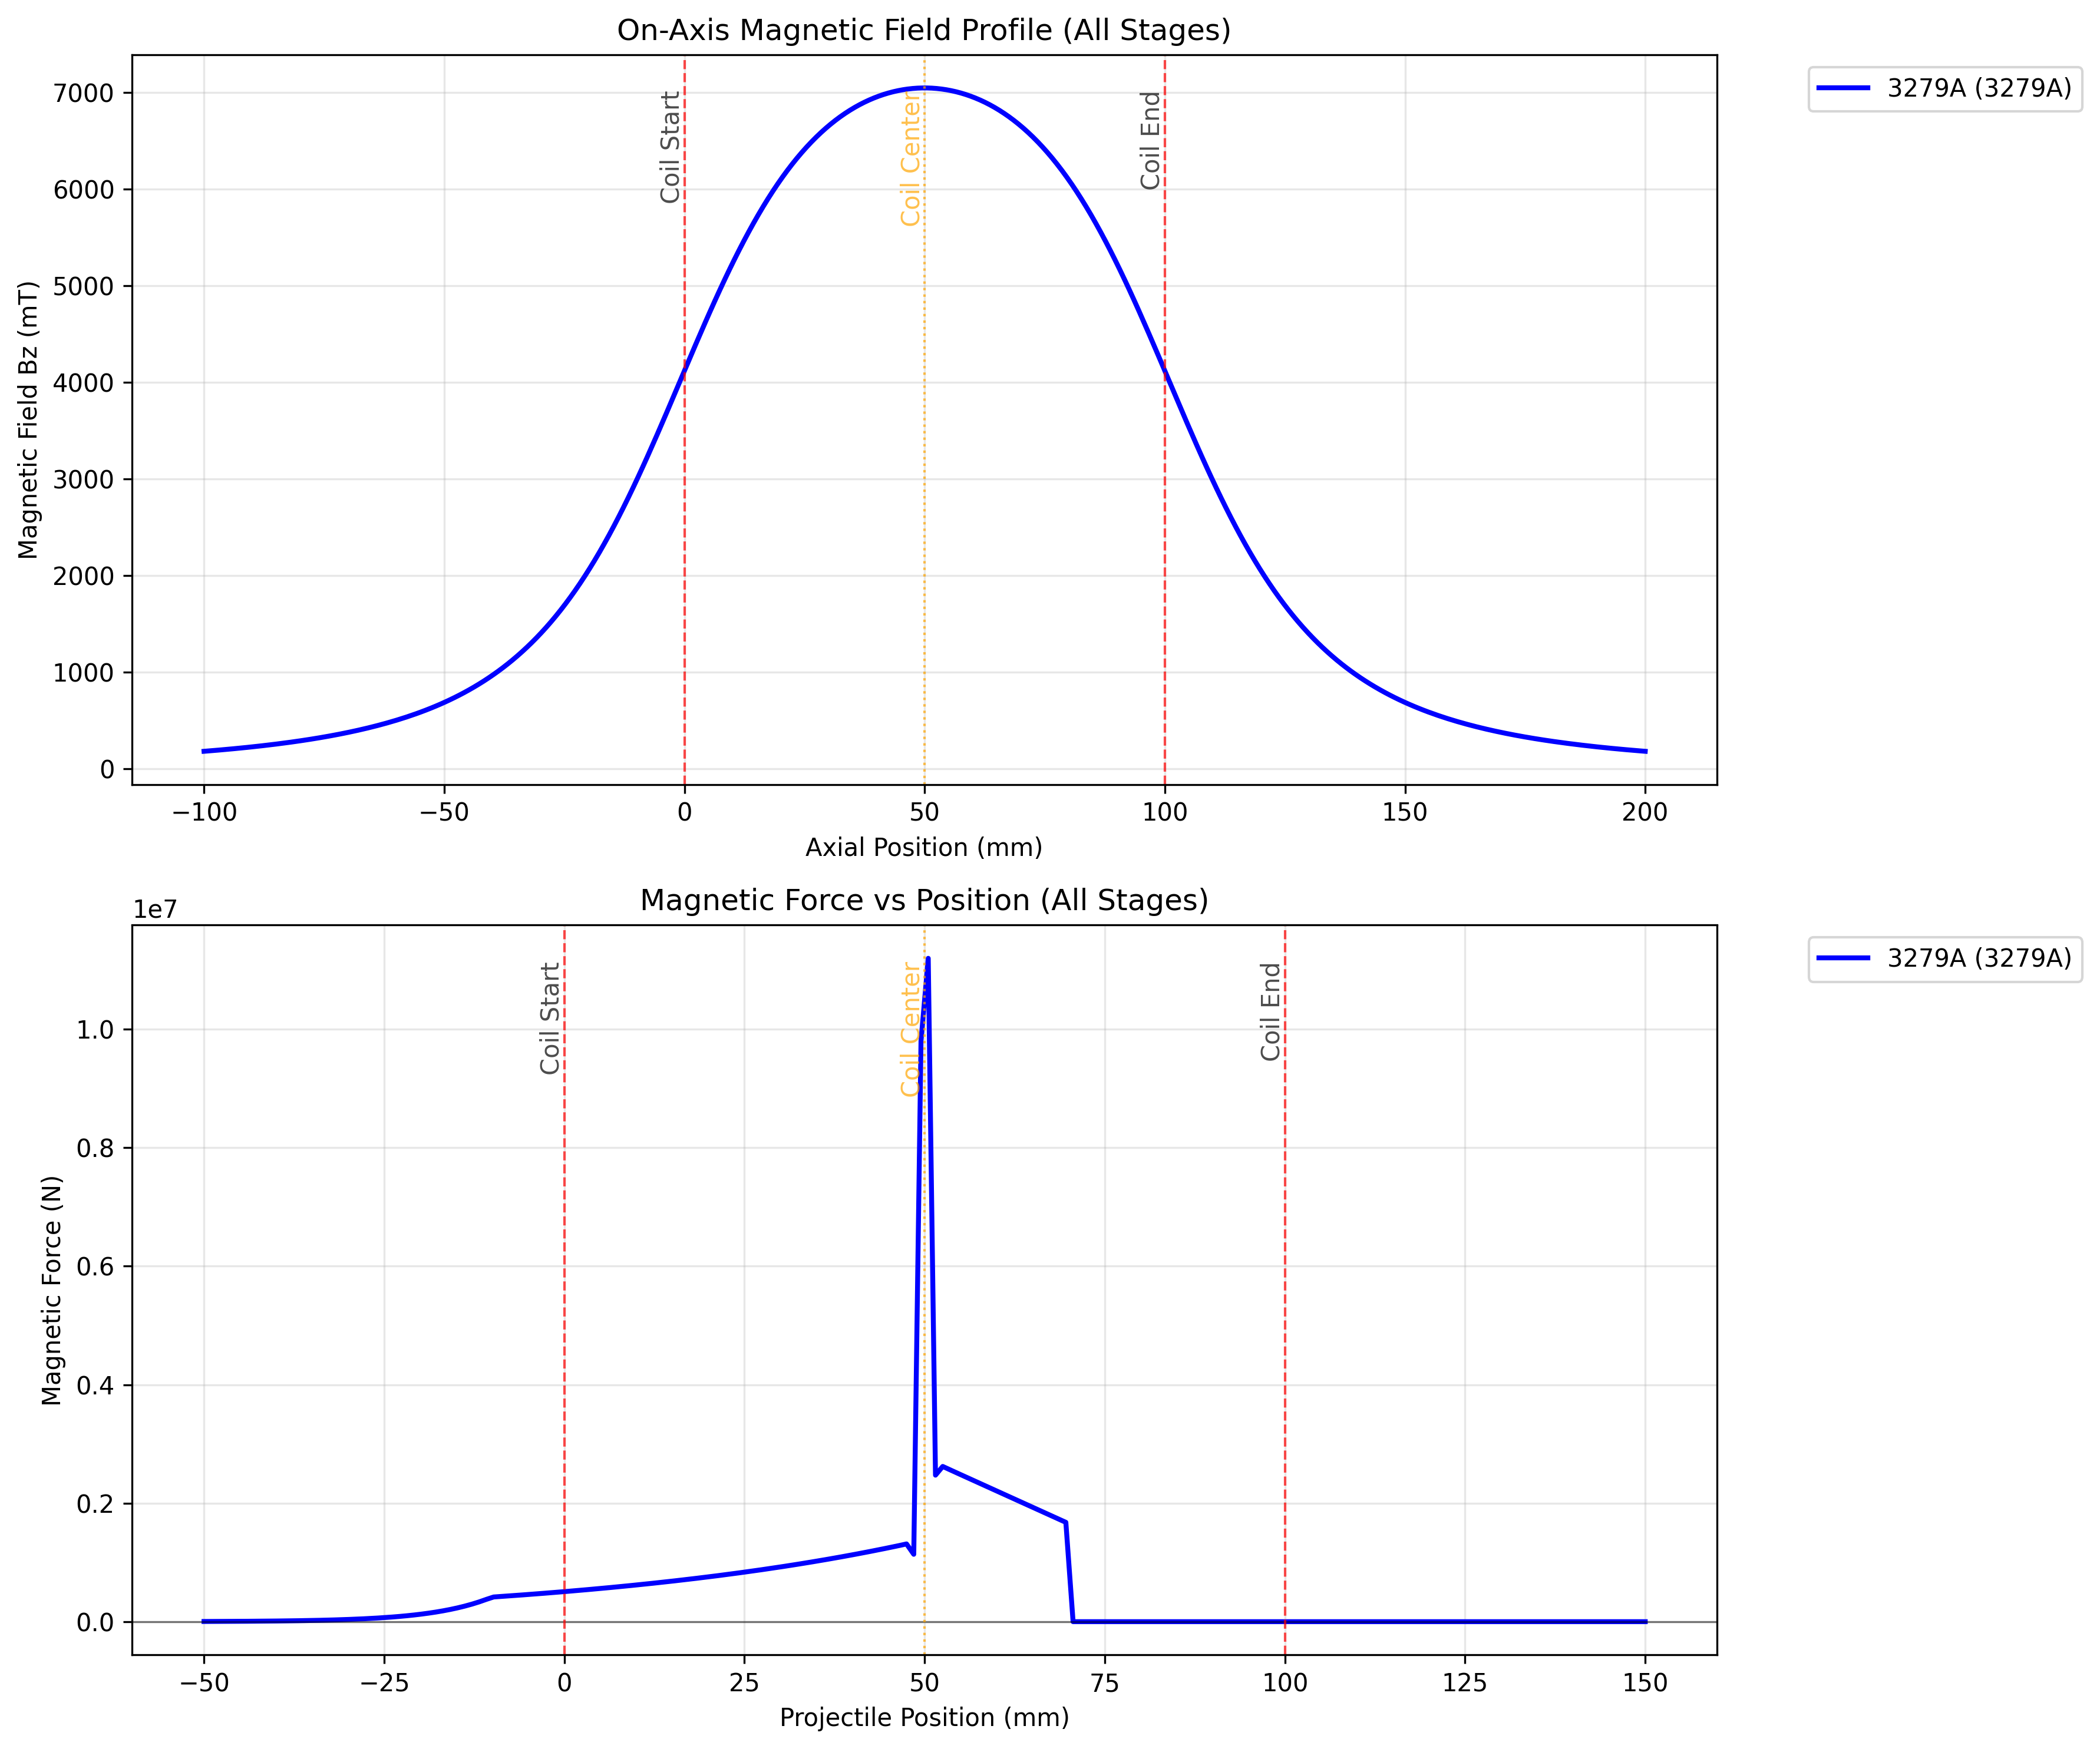 On-Axis Magnetic Field Profile (All Stages)
Magnetic Field Bz (mT)
7000
6000
5000
4000
3000
2000
1000
0
Coil Start
Coil Center
Coil End
3279A (3279A)
−100
−50
0
50
100
150
200
Axial Position (mm)
Magnetic Force vs Position (All Stages)
1e7
Magnetic Force (N)
1.0
0.8
0.6
0.4
0.2
0.0
Coil Start
Coil Center
Coil End
3279A (3279A)
−50
−25
0
25
50
75
100
125
150
Projectile Position (mm)